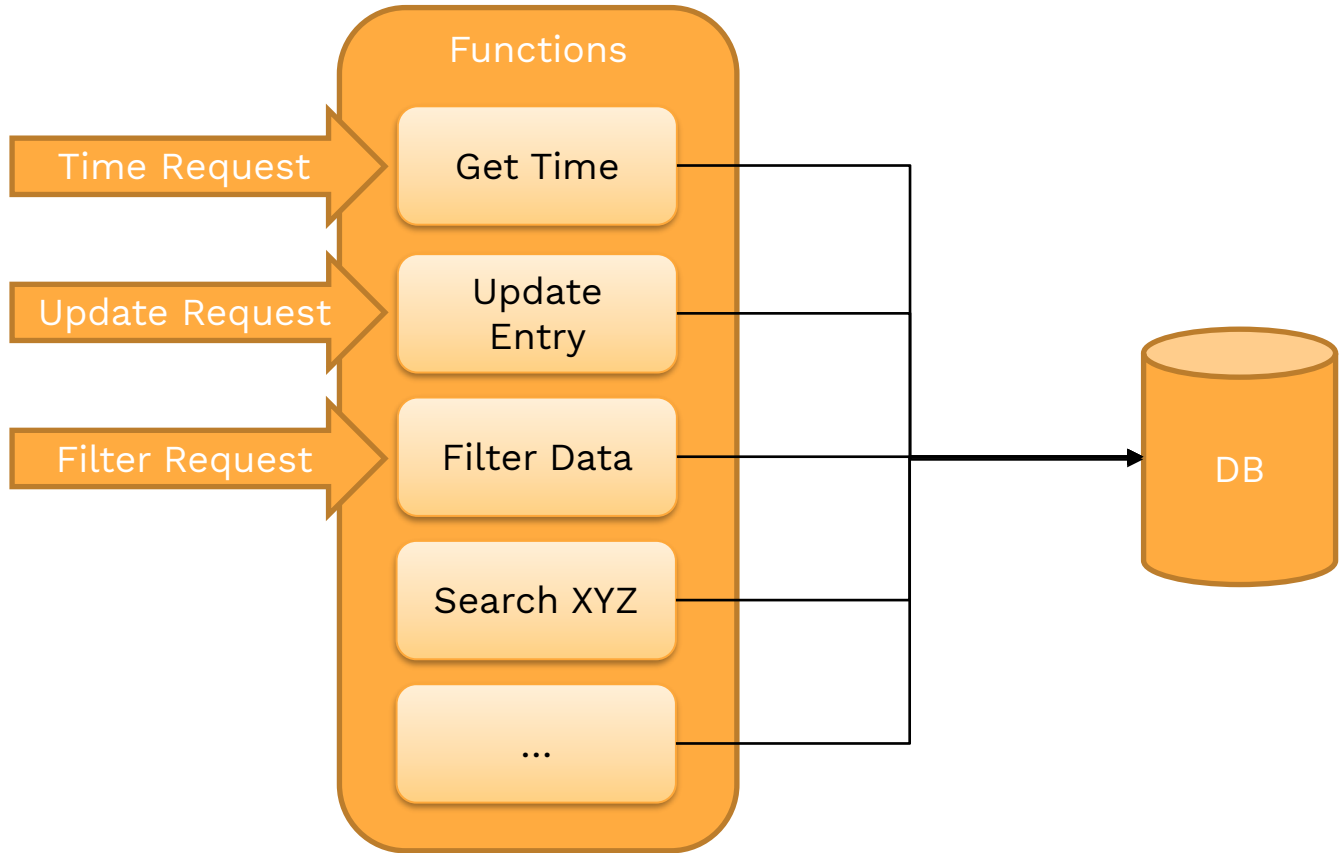 Functions
Time Request
Get Time
Update Request
Update
Entry
Filter Request
Filter Data
DB
Search XYZ
...